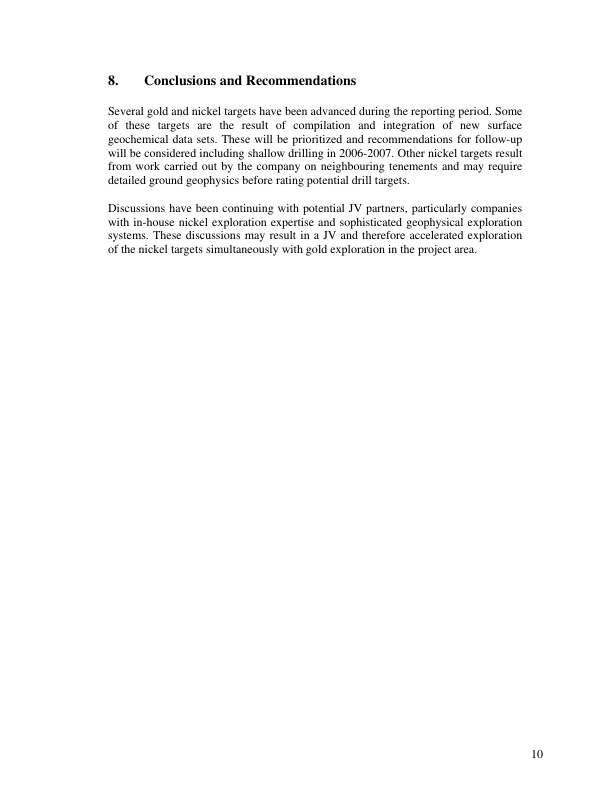 8. Conclusions and Recommendations
Several gold and nickel targets have been advanced during the reporting period. Some
of these targets are the result of compilation and integration of new surface
geochemical data sets. These will be prioritized and recommendations for follow-up
will be considered including shallow drilling in 2006-2007. Other nickel targets result
from work carried out by the company on neighbouring tenements and may require
detailed ground geophysics before rating potential drill targets.
Discussions have been continuing with potential JV partners, particularly companies
with in-house nickel exploration expertise and sophisticated geophysical exploration
systems. These discussions may result in a JV and therefore accelerated exploration
of the nickel targets simultaneously with gold exploration in the project area.
10